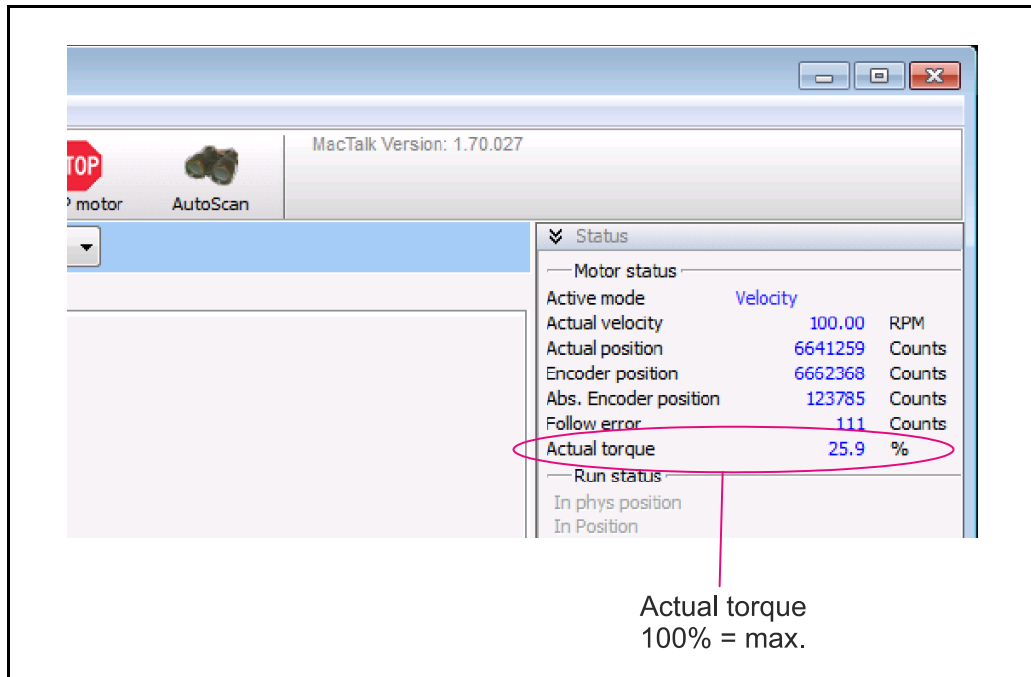 MacTalk Version: 1.70.027
TOP
P motor AutoScan
Status
Motor status
Active mode Velocity
Actual velocity 100.00 RPM
Actual position 6641259 Counts
Encoder position 6662368 Counts
Abs. Encoder position 123785 Counts
Follow error 111 Counts
Actual torque 25.9 %
Run status
In phys position
In Position
Actual torque
100% = max.